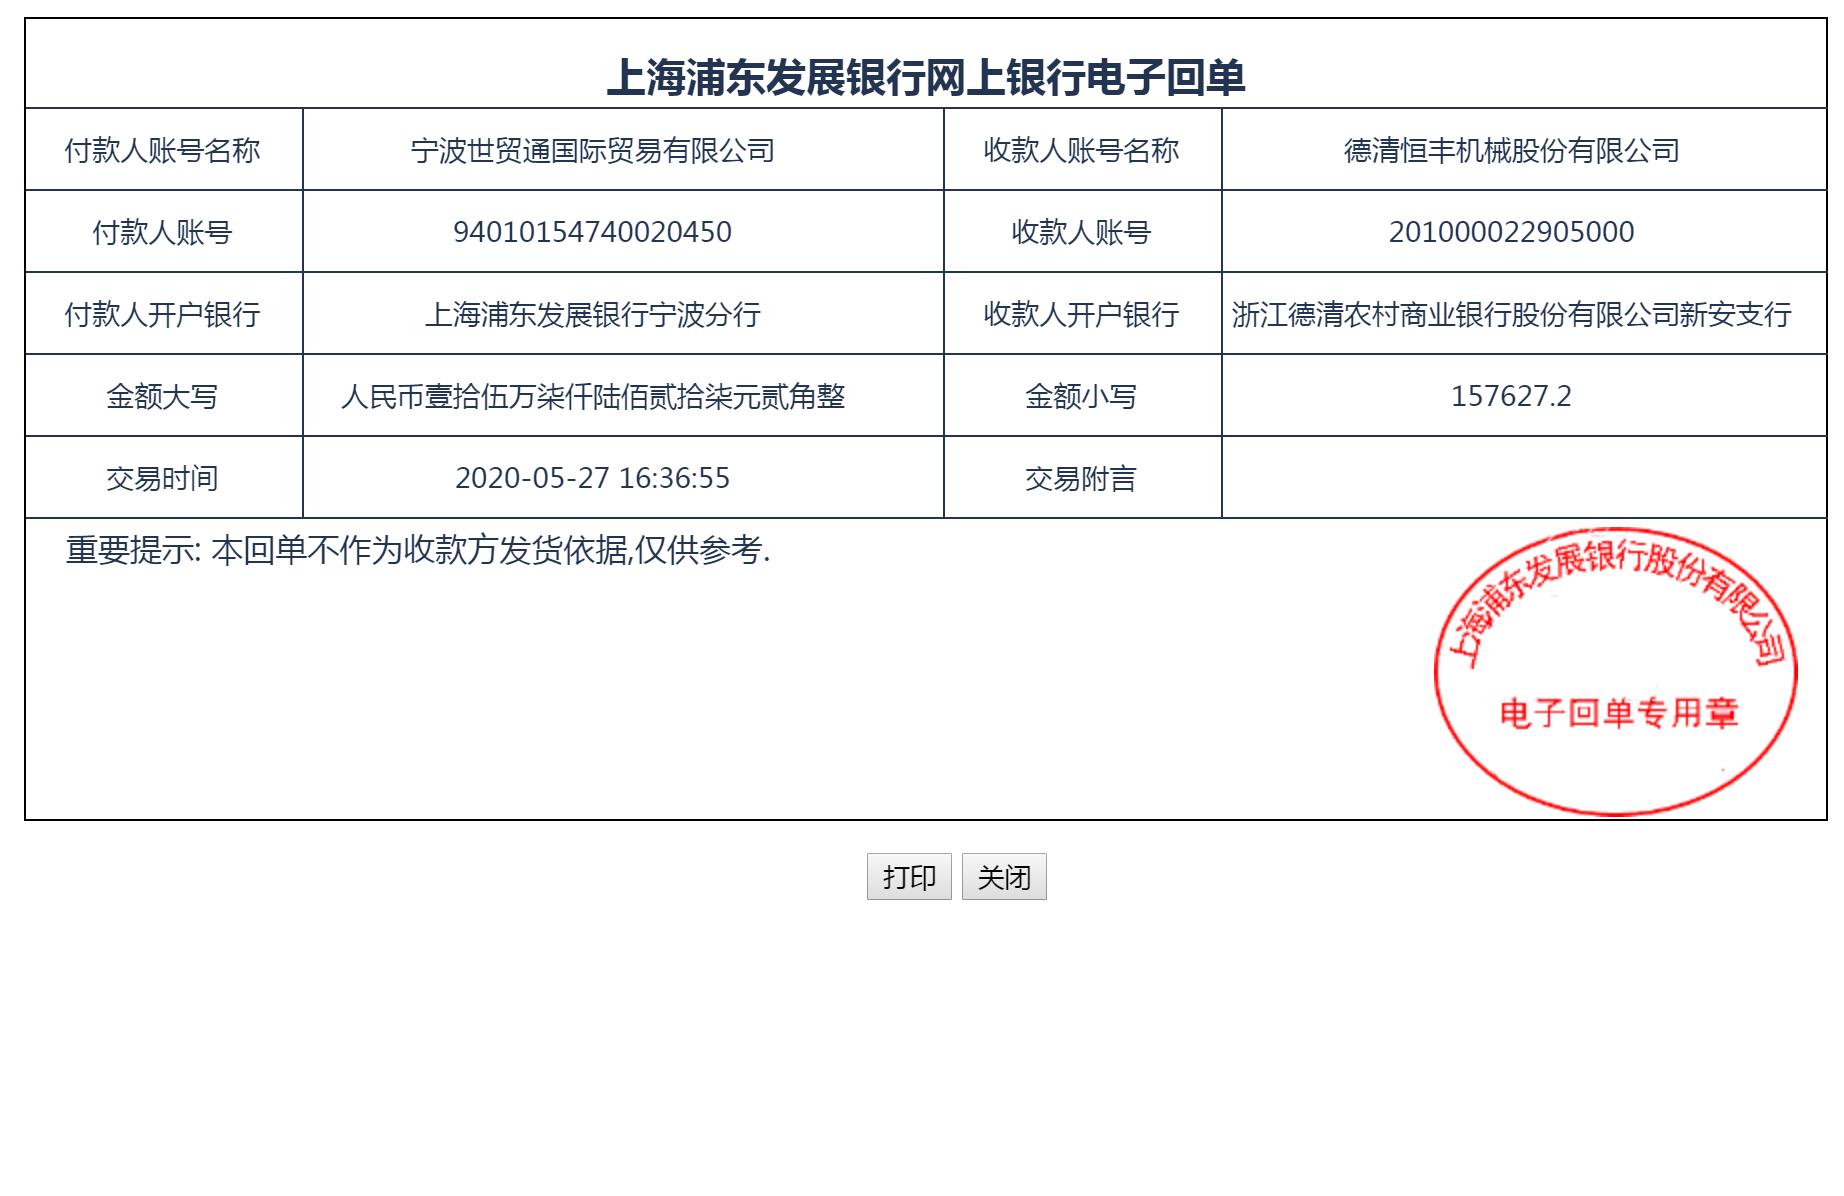 上海浦东发展银行网上银行电子回单
付款人账号名称 宁波世贸通国际贸易有限公司 收款人账号名称 德清恒丰机械股份有限公司
付款人账号 94010154740020450 收款人账号 201000022905000
付款人开户银行 上海浦东发展银行宁波分行 收款人开户银行 浙江德清农村商业银行股份有限公司新安支行
金额大写 人民币壹拾伍万柒仟陆佰贰拾柒元贰角整 金额小写 157627.2
交易时间 2020-05-27 16:36:55 交易附言
重要提示: 本回单不作为收款方发货依据,仅供参考.
上海浦东发展银行股份有限公司
电子回单专用章
打印 关闭